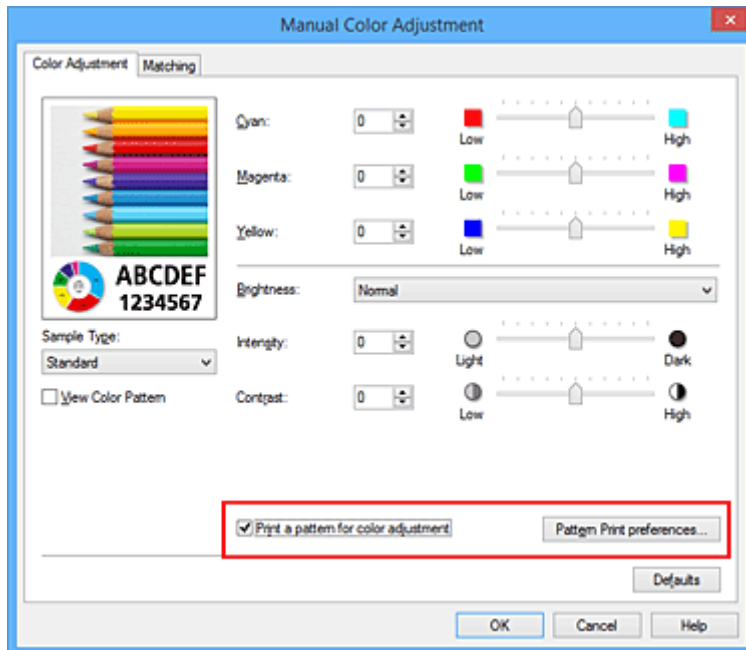 Manual Color Adjustment
Color Adjustment Matching
Cyan: 0 Low High
Magenta: 0 Low High
Yellow: 0 Low High
ABCDEF
1234567
Brightness: Normal
Sample Type:
Standard
Intensity: 0 Light Dark
View Color Pattern
Contrast: 0 Low High
Print a pattern for color adjustment Pattern Print preferences...
Defaults
OK Cancel Help